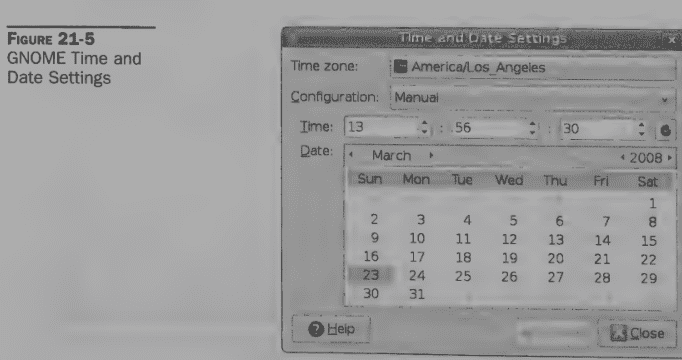 FIGURE 21-5
GNOME Time and
Date Settings
Time and Date Settings
Time zone: America/Los_Angeles
Configuration: Manual
Time: 13 : 56 : 30
Date: March 2008
Sun Mon Tue Wed Thu Fri Sat
1
2 3 4 5 6 7 8
9 10 11 12 13 14 15
16 17 18 19 20 21 22
23 24 25 26 27 28 29
30 31
Help Close